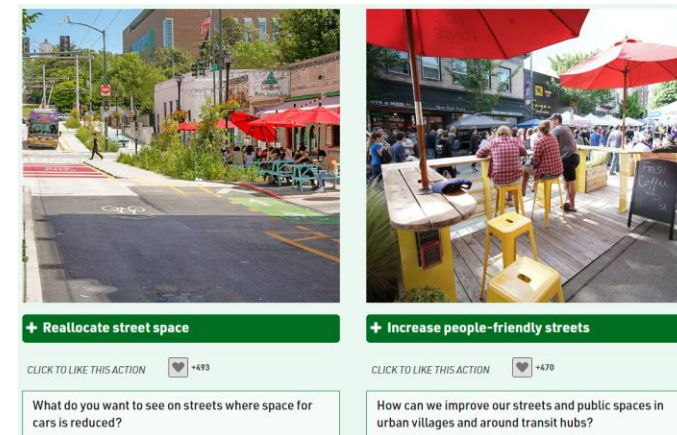 Fresh
Coffee
+ Reallocate street space
CLICK TO LIKE THIS ACTION +493
What do you want to see on streets where space for
cars is reduced?
+ Increase people-friendly streets
CLICK TO LIKE THIS ACTION +470
How can we improve our streets and public spaces in
urban villages and around transit hubs?